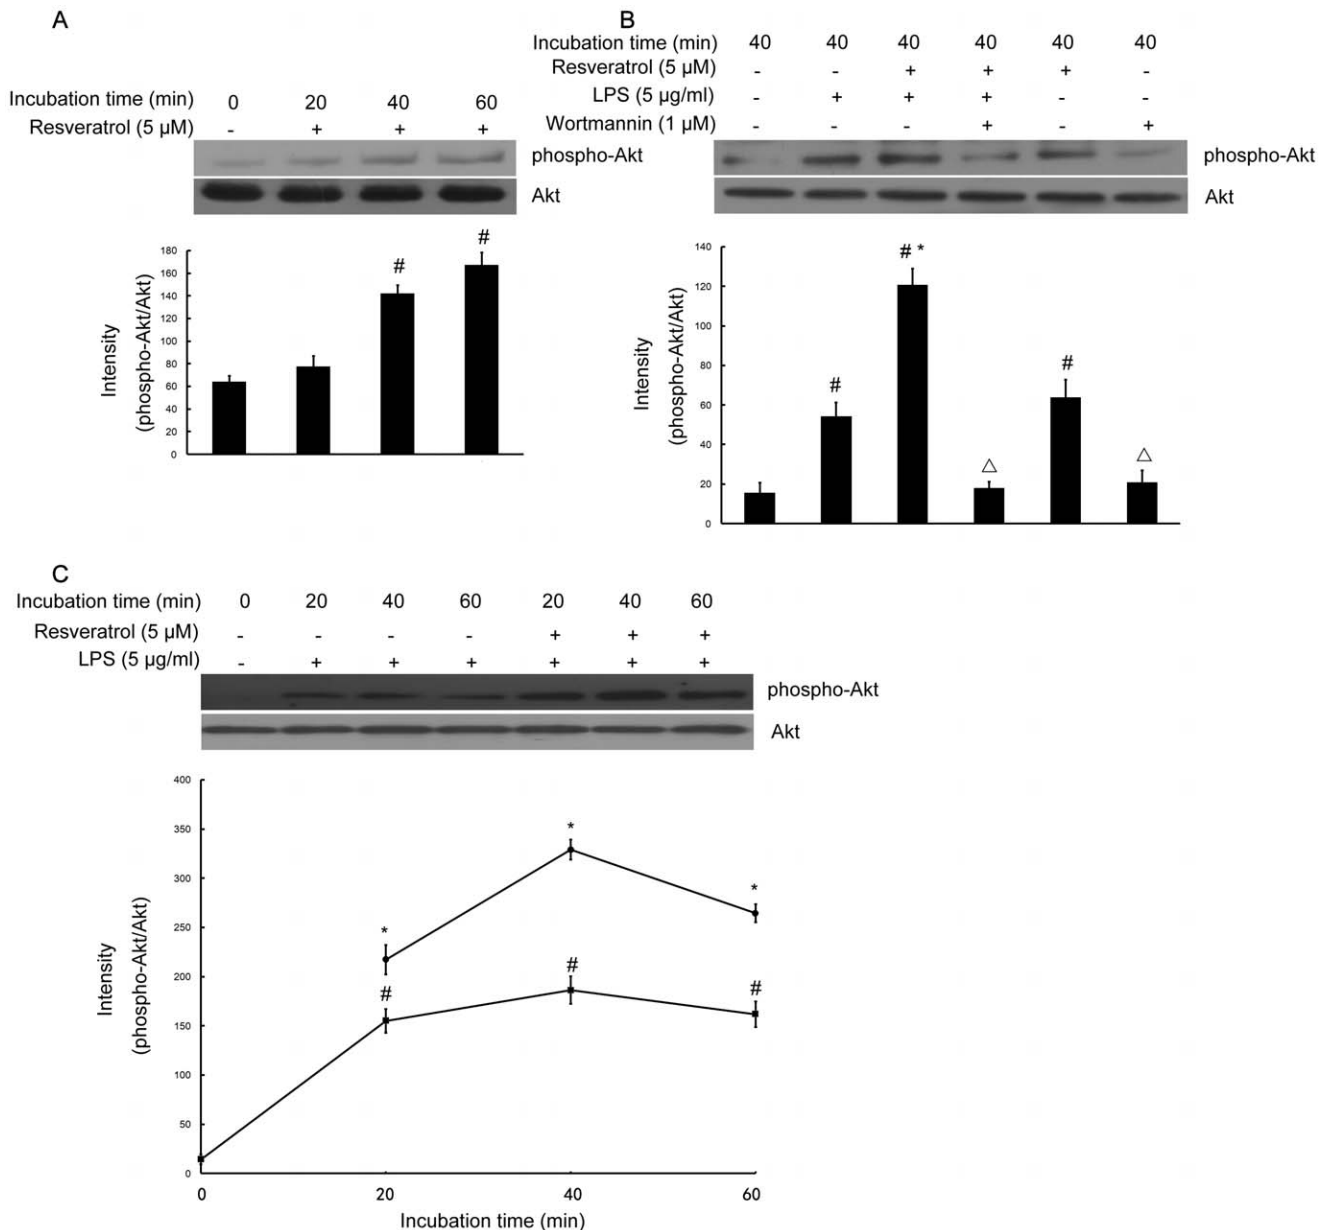 A
Incubation time (min) 0 20 40 60
Resveratrol (5 µM) - + + +
phospho-Akt
Akt
Intensity
(phospho-Akt/Akt)
180
160
140
120
100
80
60
40
20
0
# #
B
Incubation time (min) 40 40 40 40 40 40
Resveratrol (5 µM) - - + + + -
LPS (5 µg/ml) - + + + - -
Wortmannin (1 µM) - - - + - +
phospho-Akt
Akt
Intensity
(phospho-Akt/Akt)
140
120
100
80
60
40
20
0
# # * △ # △
C
Incubation time (min) 0 20 40 60 20 40 60
Resveratrol (5 µM) - - - - + + +
LPS (5 µg/ml) - + + + + + +
phospho-Akt
Akt
Intensity
(phospho-Akt/Akt)
400
350
300
250
200
150
100
50
0
* * *
# # #
0 20 40 60
Incubation time (min)